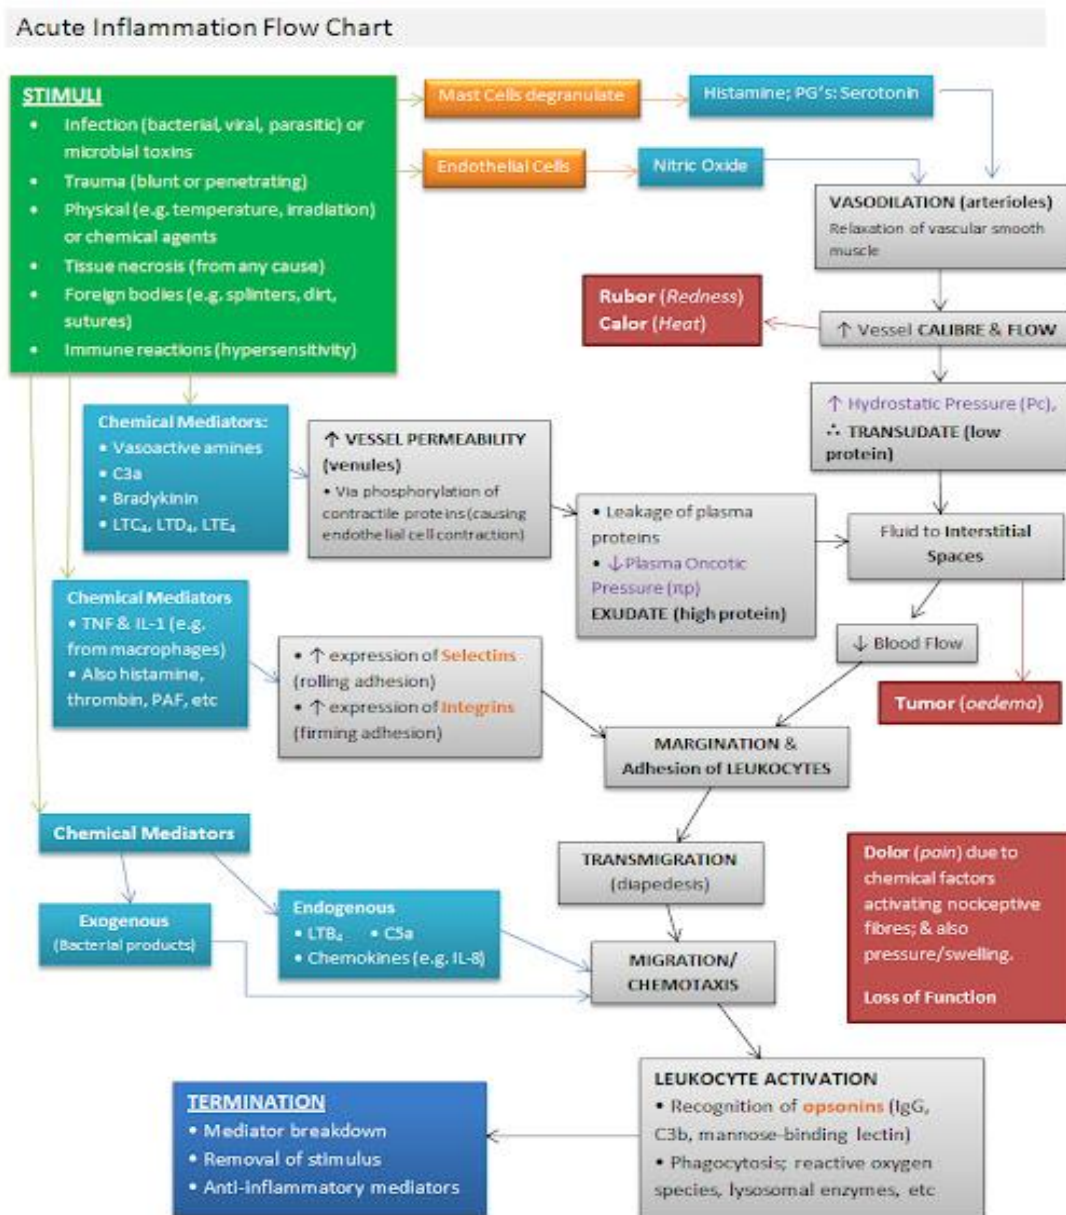 Acute Inflammation Flow Chart
STIMULI
• Infection (bacterial, viral, parasitic) or
microbial toxins
• Trauma (blunt or penetrating)
• Physical (e.g. temperature, irradiation)
or chemical agents
• Tissue necrosis (from any cause)
• Foreign bodies (e.g. splinters, dirt,
sutures)
• Immune reactions (hypersensitivity)
Mast Cells degranulate
Histamine; PG's: Serotonin
Endothelial Cells
Nitric Oxide
VASODILATION (arterioles)
Relaxation of vascular smooth
muscle
Rubor (Redness)
Calor (Heat)
↑ Vessel CALIBRE & FLOW
↑ Hydrostatic Pressure (Pc),
∴ TRANSUDATE (low
protein)
Chemical Mediators:
• Vasoactive amines
• C3a
• Bradykinin
• LTC₄, LTD₄, LTE₄
↑ VESSEL PERMEABILITY
(venules)
• Via phosphorylation of
contractile proteins (causing
endothelial cell contraction)
• Leakage of plasma
proteins
• ↓Plasma Oncotic
Pressure (πp)
EXUDATE (high protein)
Fluid to Interstitial
Spaces
↓ Blood Flow
Tumor (oedema)
Chemical Mediators
• TNF & IL-1 (e.g.
from macrophages)
• Also histamine,
thrombin, PAF, etc
• ↑ expression of Selectins
(rolling adhesion)
• ↑ expression of Integrins
(firming adhesion)
MARGINATION &
Adhesion of LEUKOCYTES
Chemical Mediators
Exogenous
(Bacterial products)
Endogenous
• LTB₄ • C5a
• Chemokines (e.g. IL-8)
TRANSMIGRATION
(diapedesis)
MIGRATION/
CHEMOTAXIS
Dolor (pain) due to
chemical factors
activating nociceptive
fibres; & also
pressure/swelling.
Loss of Function
LEUKOCYTE ACTIVATION
• Recognition of opsonins (IgG,
C3b, mannose-binding lectin)
• Phagocytosis; reactive oxygen
species, lysosomal enzymes, etc
TERMINATION
• Mediator breakdown
• Removal of stimulus
• Anti-inflammatory mediators